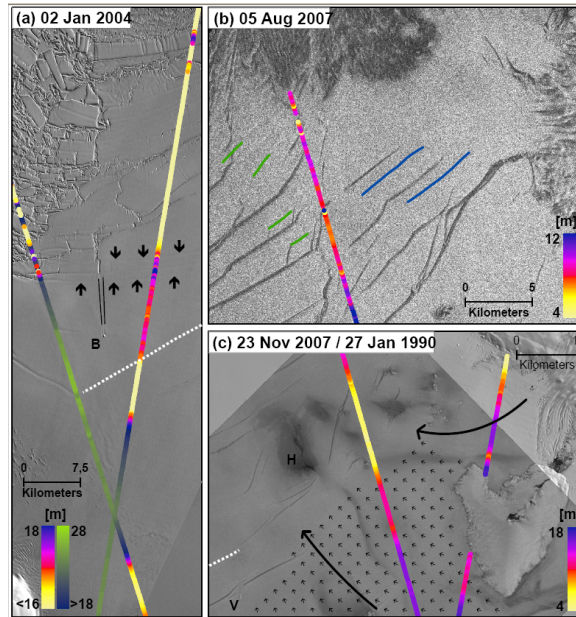 (a) 02 Jan 2004
B
0 7,5
Kilometers
[m]
18 28
<16 >18
(b) 05 Aug 2007
[m]
12
4
0 5
Kilometers
(c) 23 Nov 2007 / 27 Jan 1990
0
Kilometers
H
V
[m]
18
4